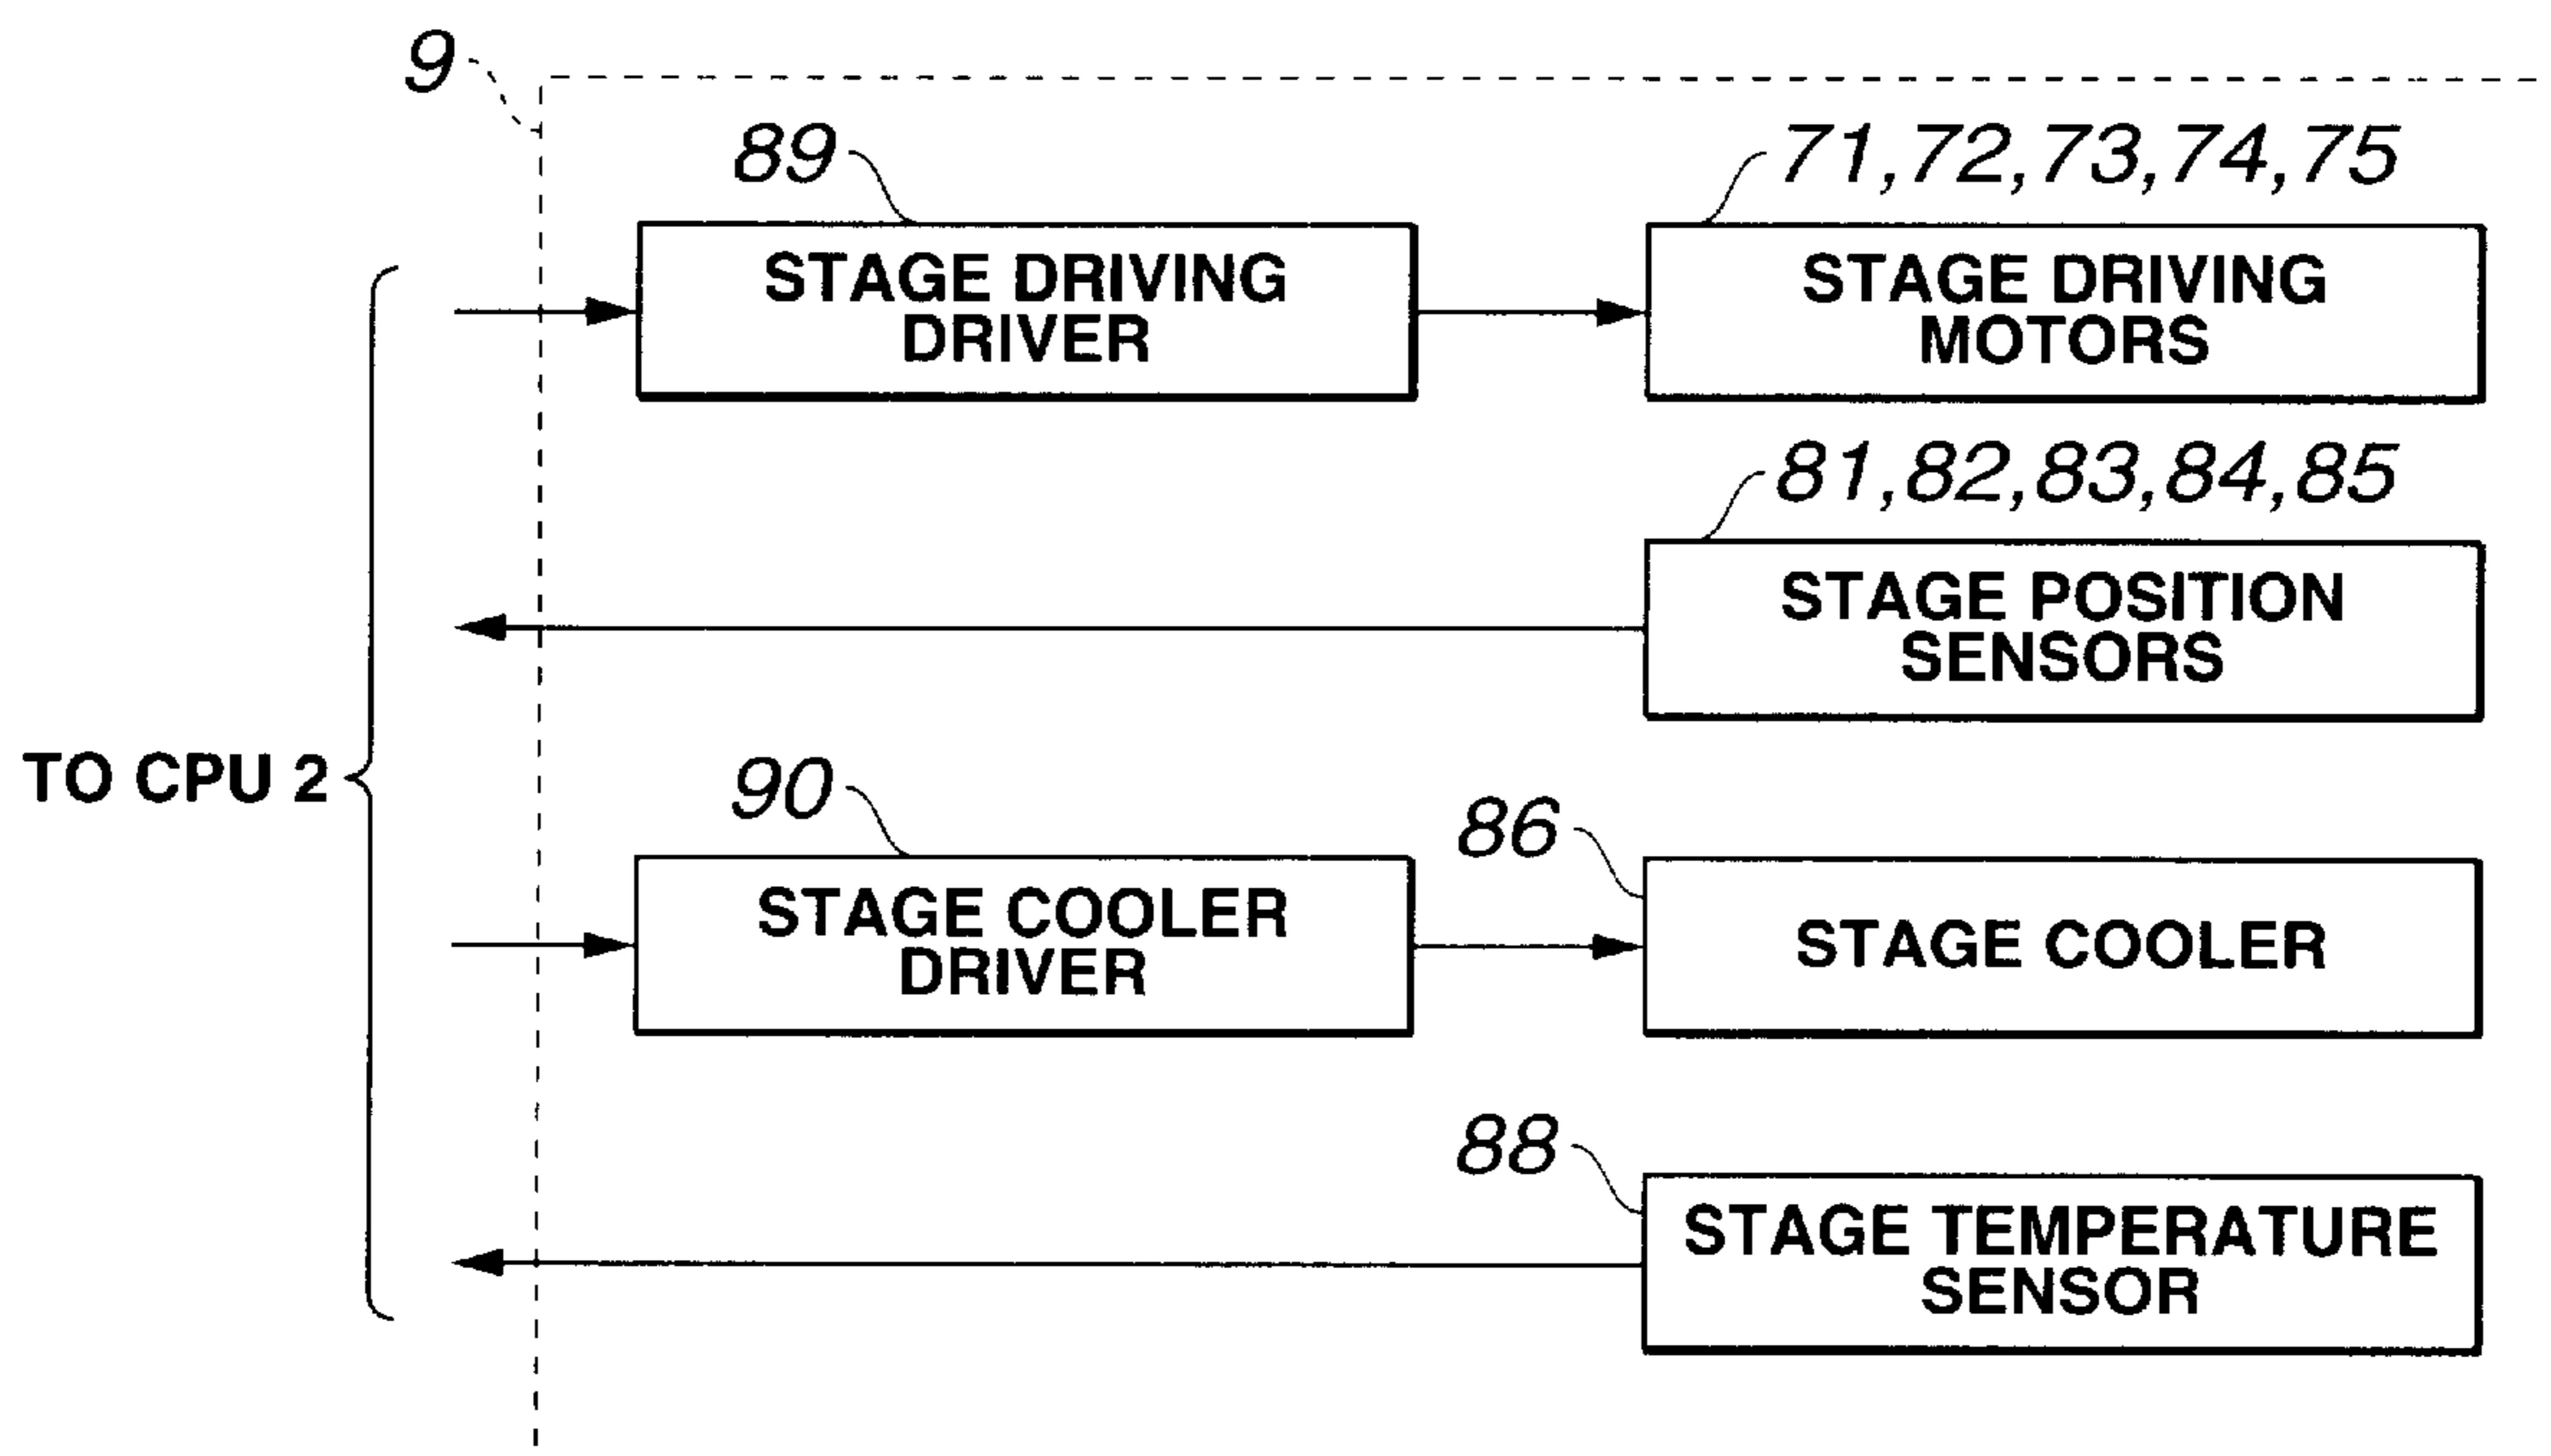 9
89
71,72,73,74,75
STAGE DRIVING
DRIVER
STAGE DRIVING
MOTORS
81,82,83,84,85
STAGE POSITION
SENSORS
TO CPU 2
90
86
STAGE COOLER
DRIVER
STAGE COOLER
88
STAGE TEMPERATURE
SENSOR